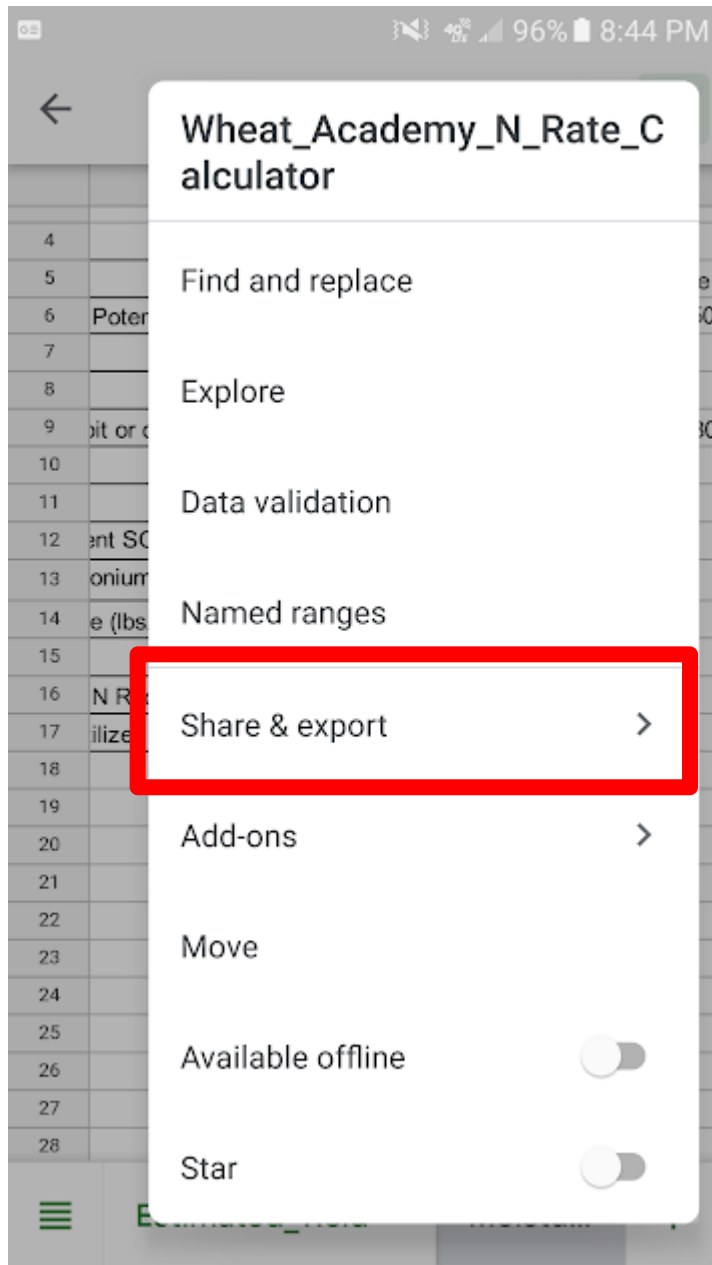 96% 8:44 PM
Wheat_Academy_N_Rate_C
alculator
4
5
Find and replace
6
7
8
Explore
9
10
11
Data validation
12
13
14
Named ranges
15
16
17
Share & export
18
19
20
Add-ons
21
22
23
Move
24
25
26
Available offline
27
28
Star